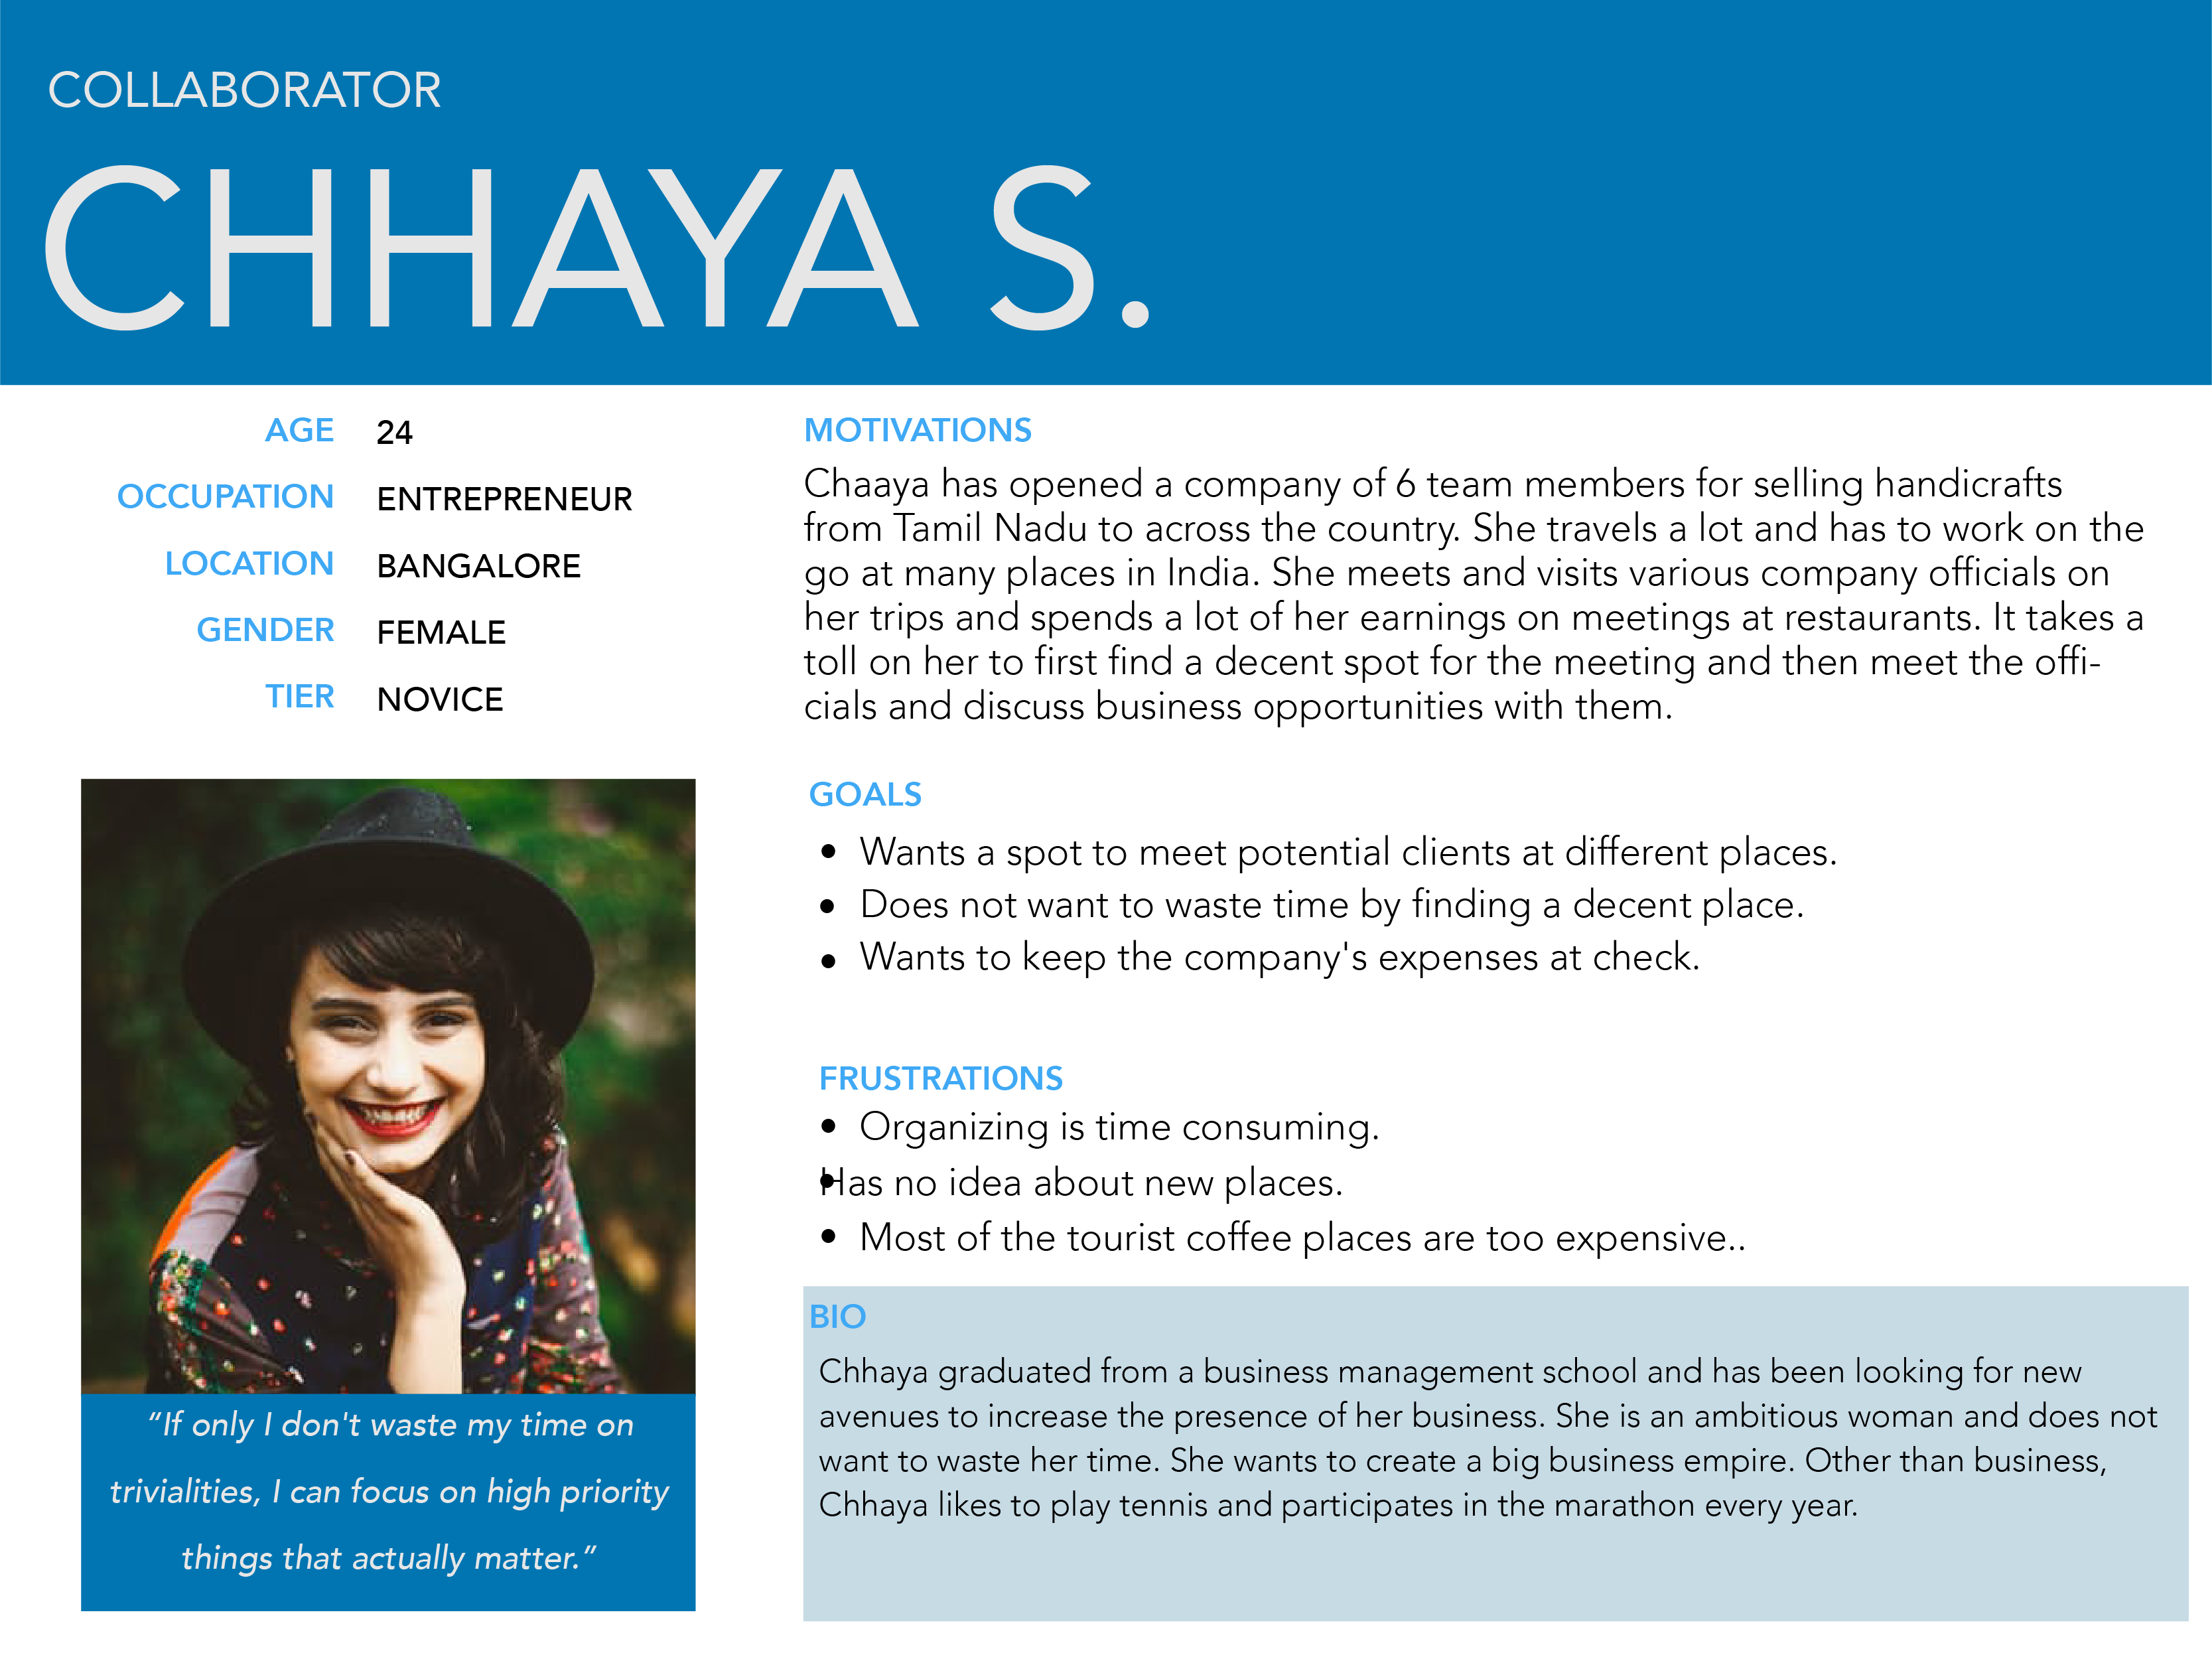 COLLABORATOR
CHHAYA S.
AGE 24
OCCUPATION ENTREPRENEUR
LOCATION BANGALORE
GENDER FEMALE
TIER NOVICE
“If only I don't waste my time on
trivialities, I can focus on high priority
things that actually matter.”
MOTIVATIONS
Chaaya has opened a company of 6 team members for selling handicrafts
from Tamil Nadu to across the country. She travels a lot and has to work on the
go at many places in India. She meets and visits various company officials on
her trips and spends a lot of her earnings on meetings at restaurants. It takes a
toll on her to first find a decent spot for the meeting and then meet the offi-
cials and discuss business opportunities with them.
GOALS
• Wants a spot to meet potential clients at different places.
• Does not want to waste time by finding a decent place.
• Wants to keep the company's expenses at check.
FRUSTRATIONS
• Organizing is time consuming.
• Has no idea about new places.
• Most of the tourist coffee places are too expensive..
BIO
Chhaya graduated from a business management school and has been looking for new
avenues to increase the presence of her business. She is an ambitious woman and does not
want to waste her time. She wants to create a big business empire. Other than business,
Chhaya likes to play tennis and participates in the marathon every year.